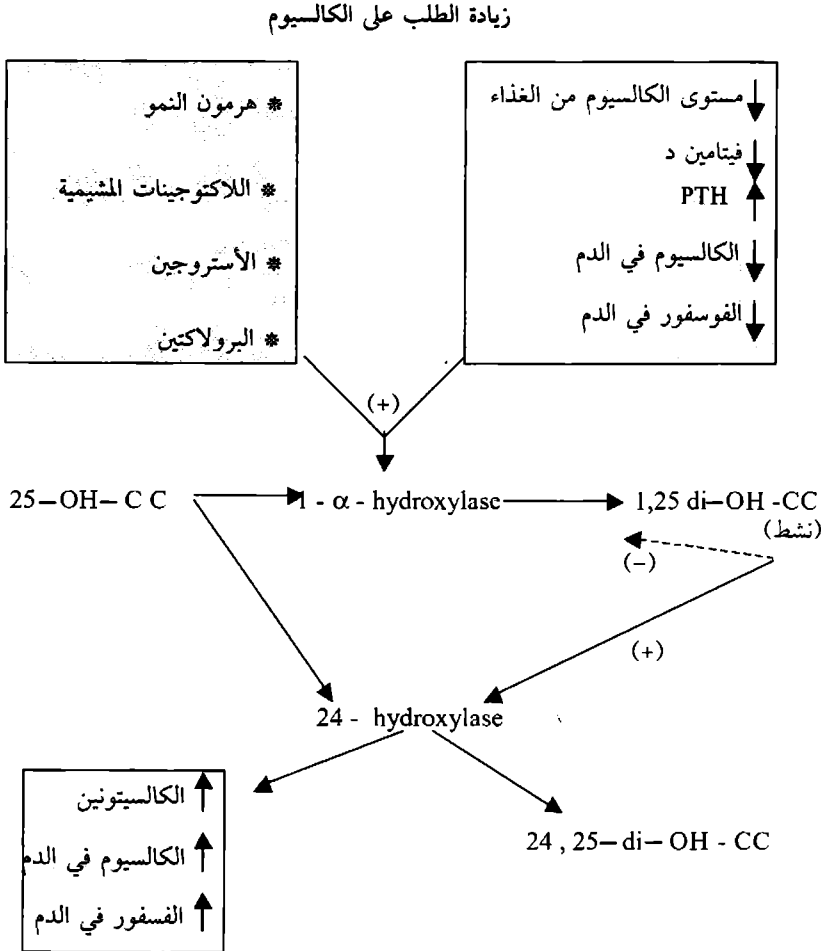 زيادة الطلب على الكالسيوم
مستوى الكالسيوم من الغذاء
فيتامين د
PTH
الكالسيوم في الدم
الفوسفور في الدم
* هرمون النمو
* اللاكتوجينات المشيمية
* الأستروجين
* البرولاكتين
(+)
25–OH– C C
1 - α - hydroxylase
1,25 di–OH -CC
(نشط)
(–)
(+)
24 - hydroxylase
الكالسيتونين
الكالسيوم في الدم
الفسفور في الدم
24 , 25– di– OH - CC